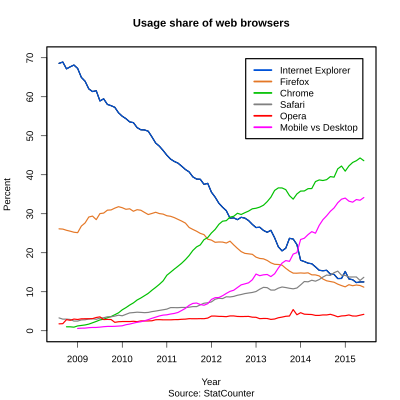 Usage share of web browsers
Percent
70
60
50
40
30
20
10
0
Internet Explorer
Firefox
Chrome
Safari
Opera
Mobile vs Desktop
2009 2010 2011 2012 2013 2014 2015
Year
Source: StatCounter